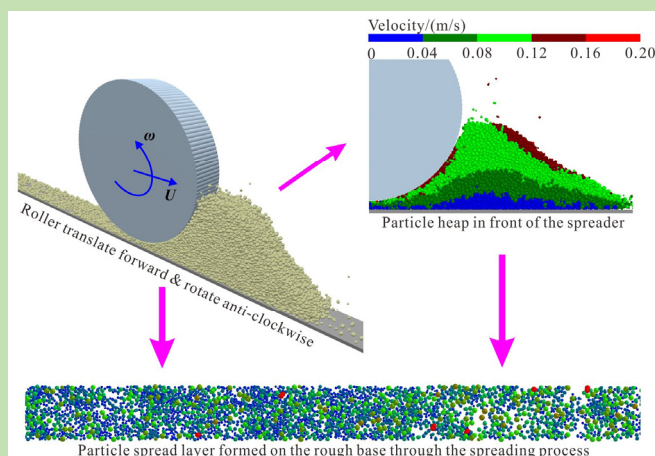 Velocity/(m/s)
0 0.04 0.08 0.12 0.16 0.20
ω
U
Roller translate forward & rotate anti-clockwise
Particle heap in front of the spreader
Particle spread layer formed on the rough base through the spreading process